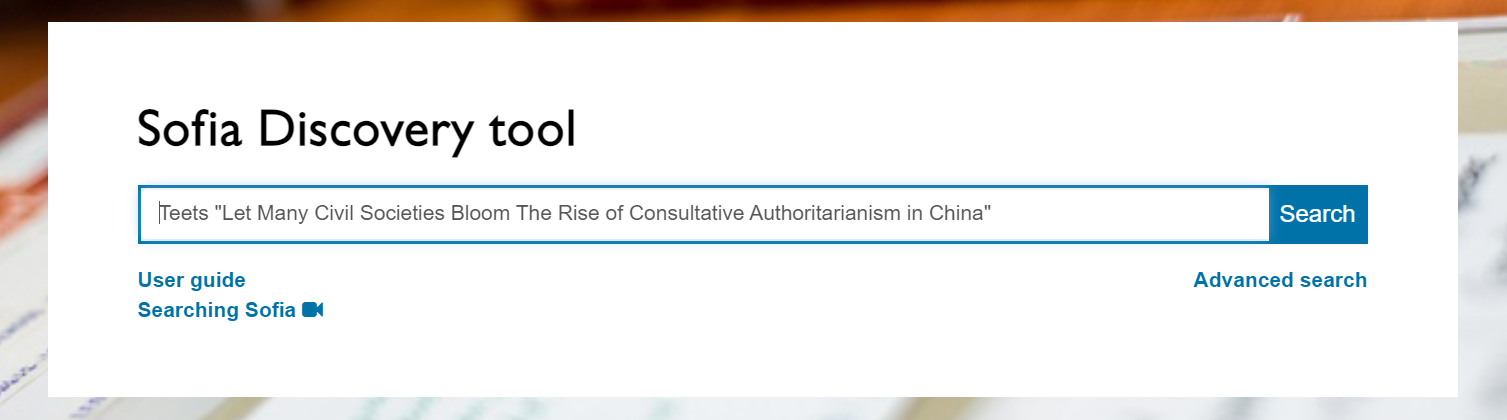 Sofia Discovery tool
Teets "Let Many Civil Societies Bloom The Rise of Consultative Authoritarianism in China"
Search
User guide
Advanced search
Searching Sofia